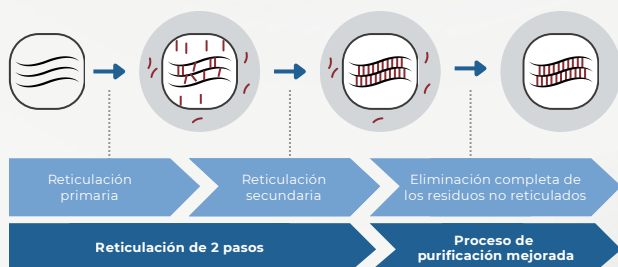 Reticulación
primaria
Reticulación
secundaria
Eliminación completa de
los residuos no reticulados
Reticulación de 2 pasos
Proceso de
purificación mejorada